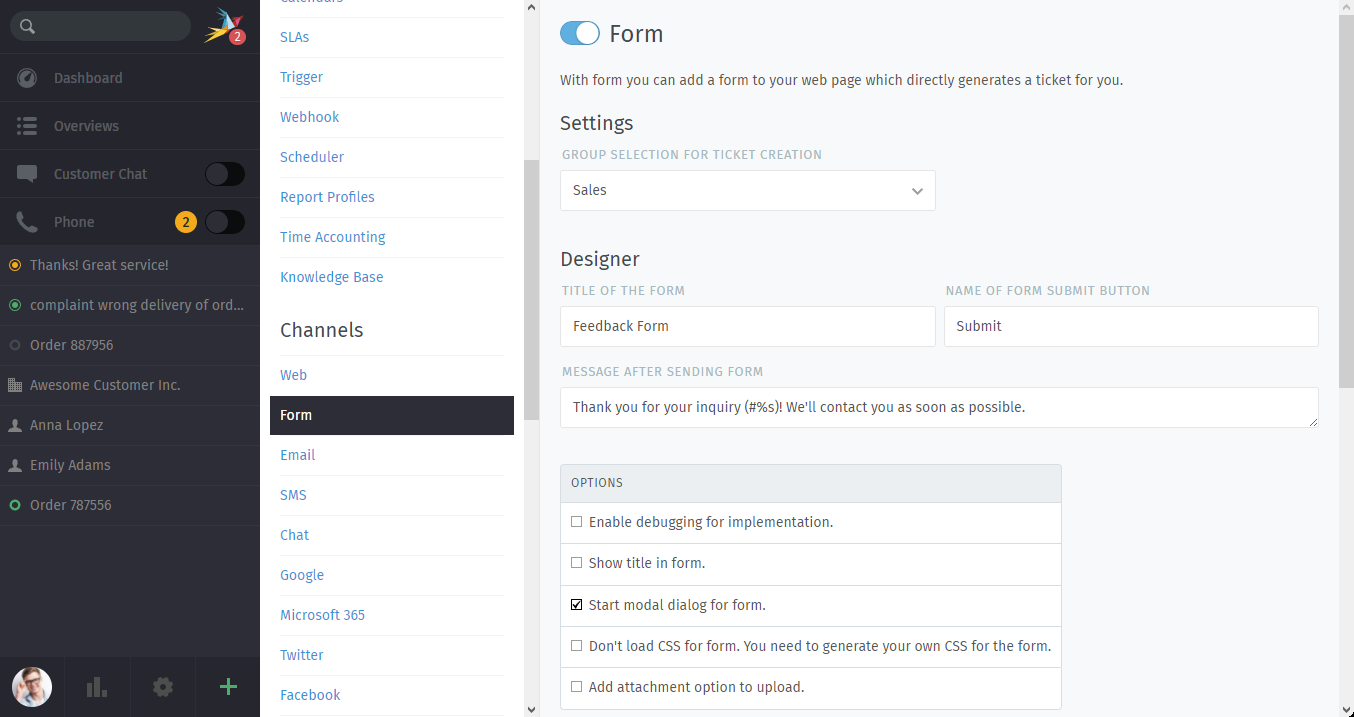 2
Dashboard
Overviews
Customer Chat
Phone 2
Thanks! Great service!
complaint wrong delivery of ord...
Order 887956
Awesome Customer Inc.
Anna Lopez
Emily Adams
Order 787556
Calendars
SLAs
Trigger
Webhook
Scheduler
Report Profiles
Time Accounting
Knowledge Base
Channels
Web
Form
Email
SMS
Chat
Google
Microsoft 365
Twitter
Facebook
Form
With form you can add a form to your web page which directly generates a ticket for you.
Settings
GROUP SELECTION FOR TICKET CREATION
Sales
Designer
TITLE OF THE FORM NAME OF FORM SUBMIT BUTTON
Feedback Form Submit
MESSAGE AFTER SENDING FORM
Thank you for your inquiry (#%s)! We'll contact you as soon as possible.
OPTIONS
Enable debugging for implementation.
Show title in form.
Start modal dialog for form.
Don't load CSS for form. You need to generate your own CSS for the form.
Add attachment option to upload.